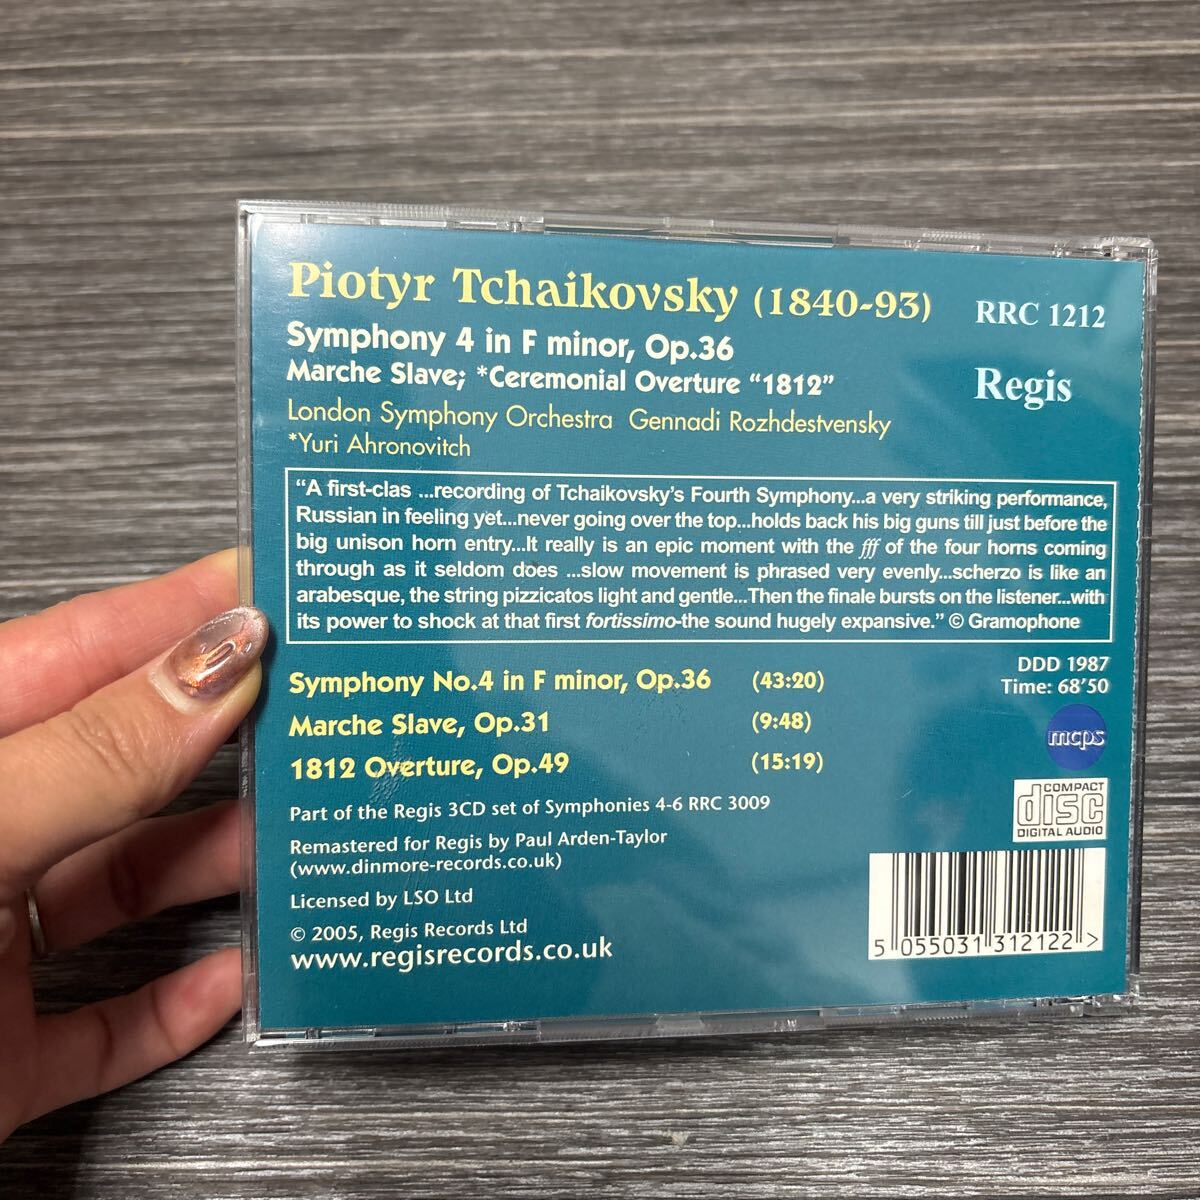 Piotyr Tchaikovsky (1840-93)
RRC 1212
Symphony 4 in F minor, Op.36
Marche Slave; *Ceremonial Overture “1812”
Regis
London Symphony Orchestra Gennadi Rozhdestvensky
*Yuri Ahronovitch
“A first-clas ...recording of Tchaikovsky's Fourth Symphony...a very striking performance,
Russian in feeling yet...never going over the top...holds back his big guns till just before the
big unison horn entry...It really is an epic moment with the fff of the four horns coming
through as it seldom does ...slow movement is phrased very evenly...scherzo is like an
arabesque, the string pizzicatos light and gentle...Then the finale bursts on the listener...with
its power to shock at that first fortissimo-the sound hugely expansive.” © Gramophone
DDD 1987
Time: 68'50
Symphony No.4 in F minor, Op.36 (43:20)
Marche Slave, Op.31 (9:48)
1812 Overture, Op.49 (15:19)
mcps
Part of the Regis 3CD set of Symphonies 4-6 RRC 3009
Remastered for Regis by Paul Arden-Taylor
(www.dinmore-records.co.uk)
Licensed by LSO Ltd
© 2005, Regis Records Ltd
www.regisrecords.co.uk
COMPACT
disc
DIGITAL AUDIO
5 055031 312122 >